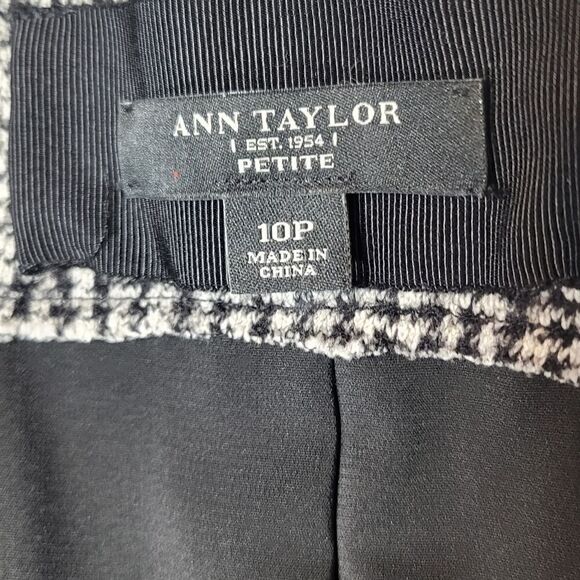 ANN TAYLOR
EST. 1954
PETITE
10P
MADE IN
CHINA